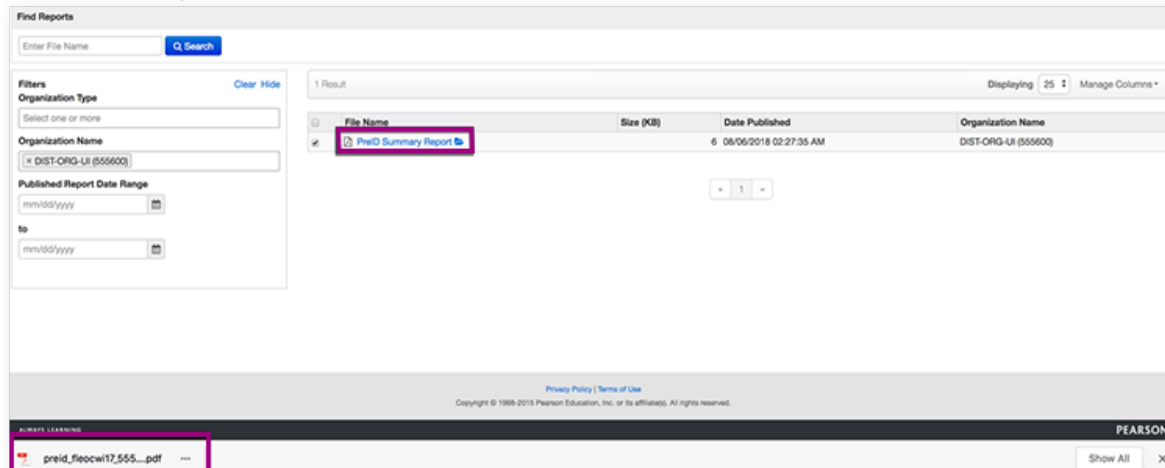 Find Reports
Enter File Name Search
Filters Clear Hide
Organization Type
Select one or more
Organization Name
× DIST-ORG-UI (555600)
Published Report Date Range
mm/dd/yyyy
to
mm/dd/yyyy
1 Result Displaying 25 Manage Columns
File Name Size (KB) Date Published Organization Name
PreID Summary Report 6 08/06/2018 02:27:35 AM DIST-ORG-UI (555600)
« 1 »
Privacy Policy | Terms of Use
Copyright © 1998-2015 Pearson Education, Inc. or its affiliate(s). All rights reserved.
ALWAYS LEARNING PEARSON
preid_fleocwi17_555....pdf ... Show All ×